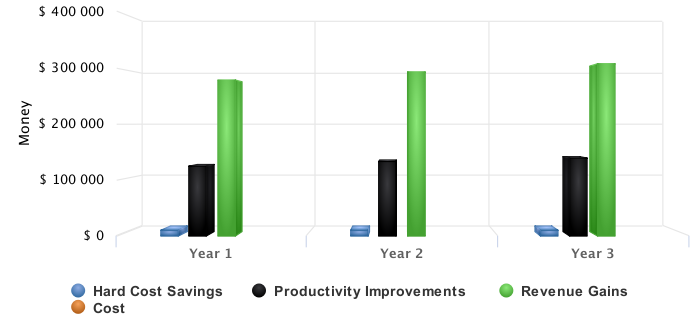 $ 400 000
$ 300 000
$ 200 000
$ 100 000
$ 0
Money
Year 1
Year 2
Year 3
Hard Cost Savings
Productivity Improvements
Revenue Gains
Cost